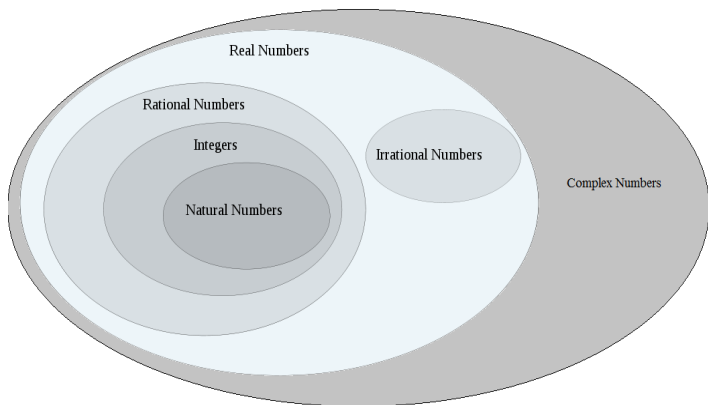 Real Numbers
Rational Numbers
Integers
Irrational Numbers
Complex Numbers
Natural Numbers